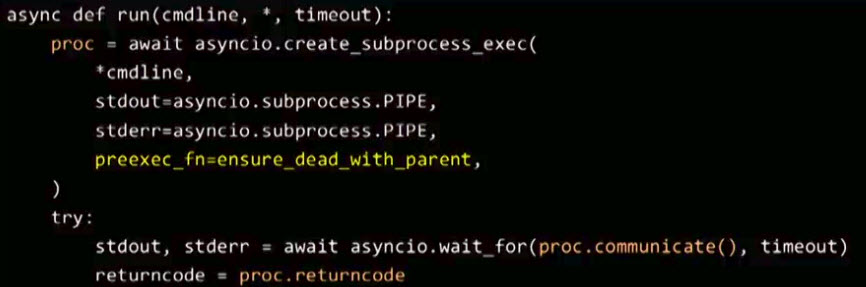 async def run(cmdline, *, timeout):
    proc = await asyncio.create_subprocess_exec(
        *cmdline,
        stdout=asyncio.subprocess.PIPE,
        stderr=asyncio.subprocess.PIPE,
        preexec_fn=ensure_dead_with_parent,
    )
    try:
        stdout, stderr = await asyncio.wait_for(proc.communicate(), timeout)
        returncode = proc.returncode